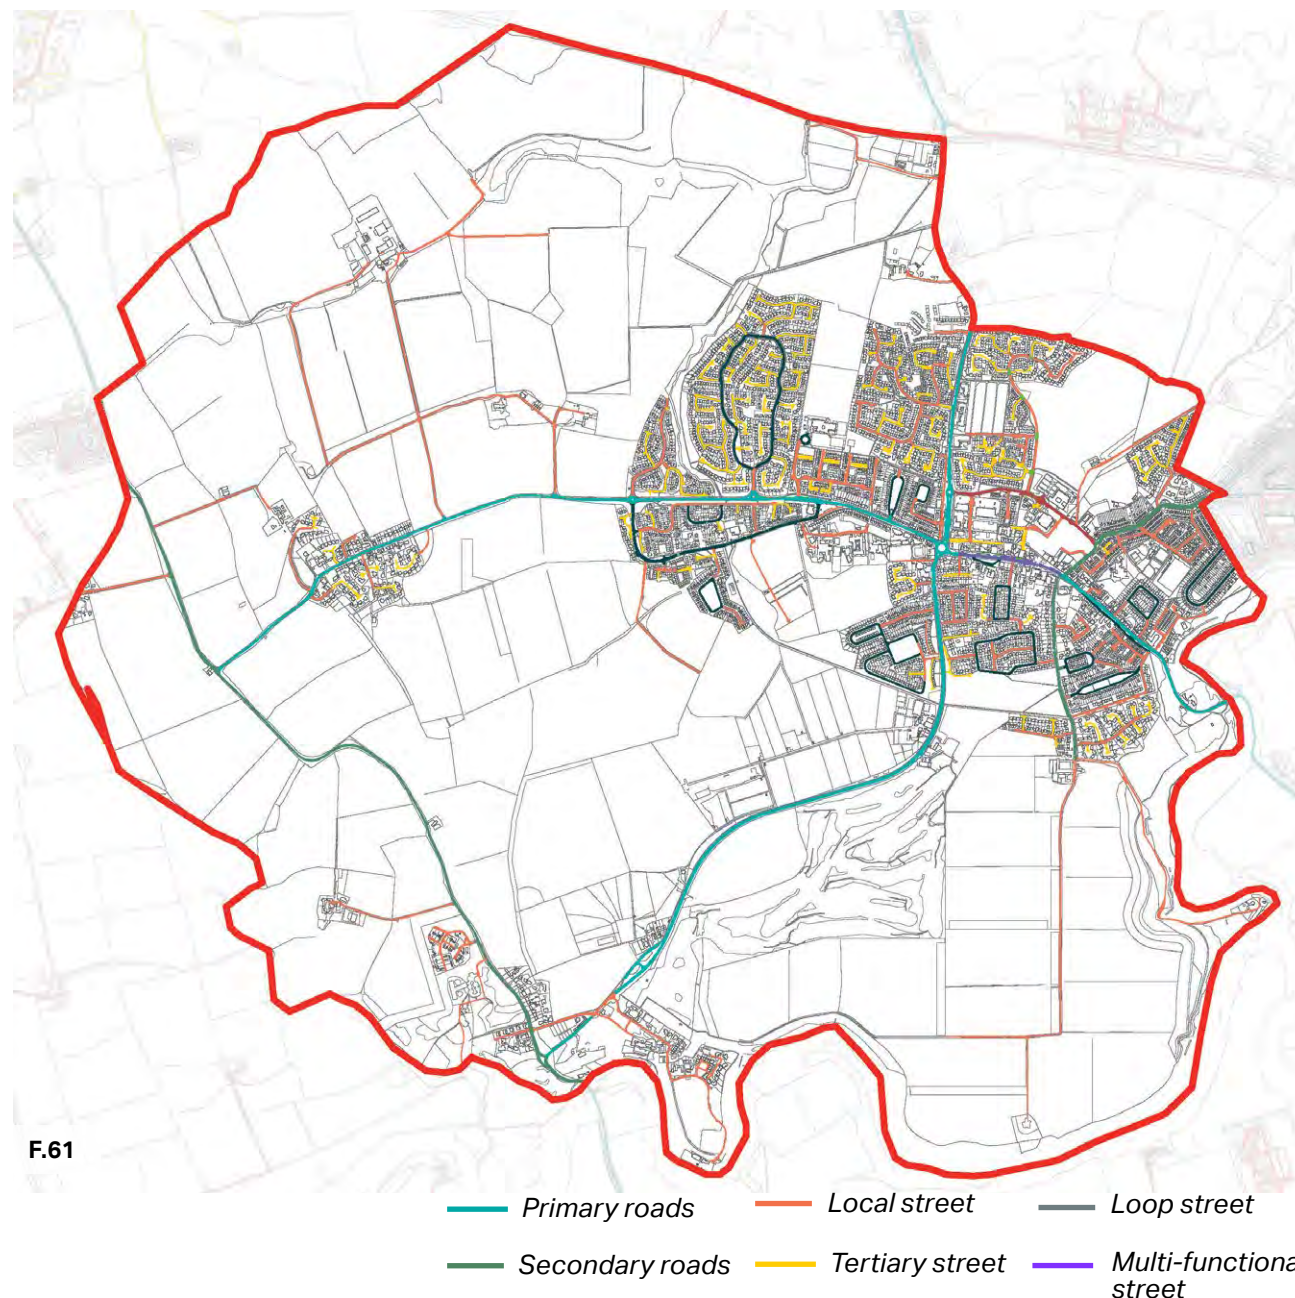 F.61
Primary roads
Local street
Loop street
Secondary roads
Tertiary street
Multi-functiona
street